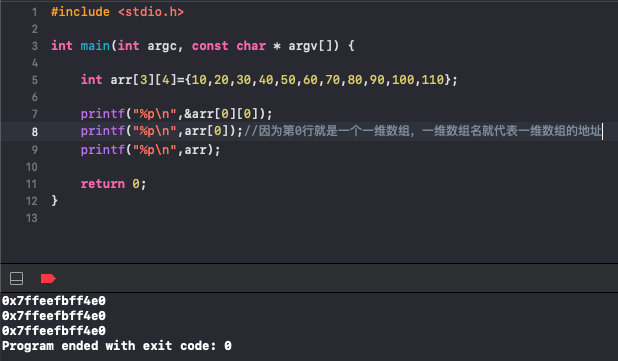 1 #include <stdio.h>
2
3 int main(int argc, const char * argv[]) {
4
5 int arr[3][4]={10,20,30,40,50,60,70,80,90,100,110};
6
7 printf("%p\n",&arr[0][0]);
8 printf("%p\n",arr[0]);//因为第0行就是一个一维数组，一维数组名就代表一维数组的地址
9 printf("%p\n",arr);
10
11 return 0;
12 }
13
0x7ffeefbff4e0
0x7ffeefbff4e0
0x7ffeefbff4e0
Program ended with exit code: 0